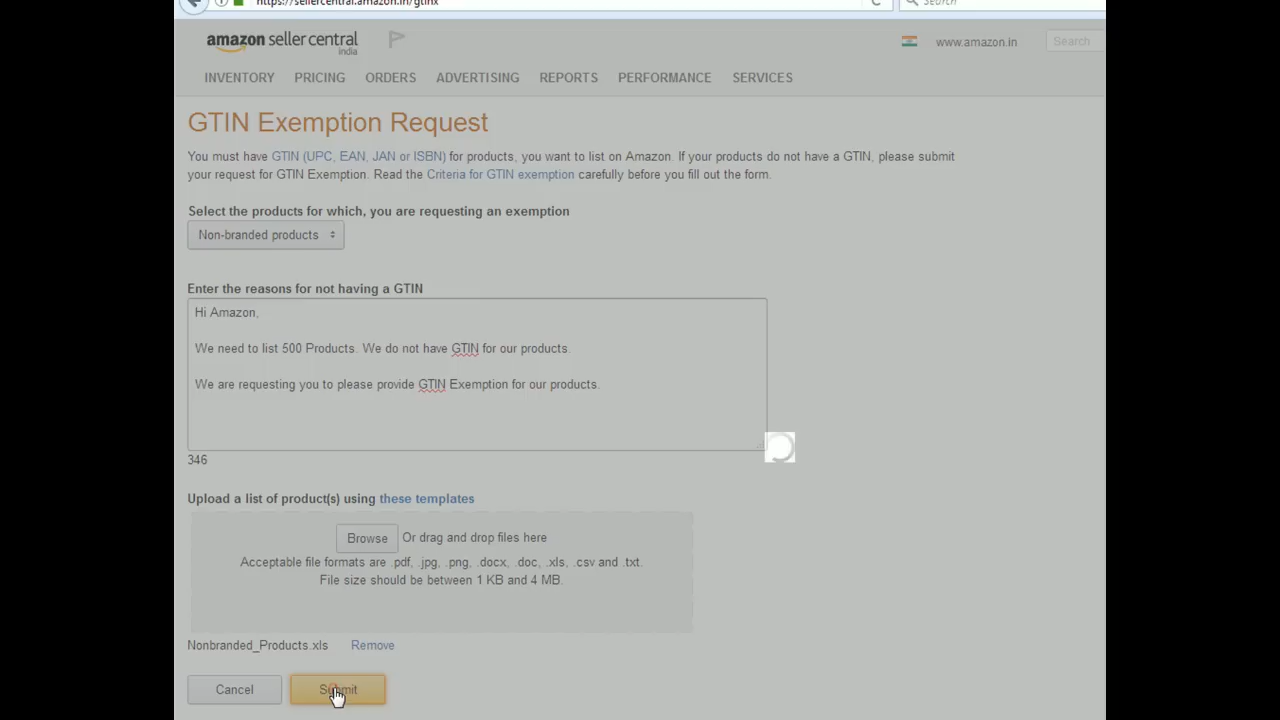 https://sellercentral.amazon.in/gtinx
Search
amazon seller central
india
www.amazon.in
Search
INVENTORY PRICING ORDERS ADVERTISING REPORTS PERFORMANCE SERVICES
GTIN Exemption Request
You must have GTIN (UPC, EAN, JAN or ISBN) for products, you want to list on Amazon. If your products do not have a GTIN, please submit
your request for GTIN Exemption. Read the Criteria for GTIN exemption carefully before you fill out the form.
Select the products for which, you are requesting an exemption
Non-branded products
Enter the reasons for not having a GTIN
Hi Amazon,
We need to list 500 Products. We do not have GTIN for our products.
We are requesting you to please provide GTIN Exemption for our products.
346
Upload a list of product(s) using these templates
Browse Or drag and drop files here
Acceptable file formats are .pdf, .jpg, .png, .docx, .doc, .xls, .csv and .txt.
File size should be between 1 KB and 4 MB.
Nonbranded_Products.xls Remove
Cancel Submit